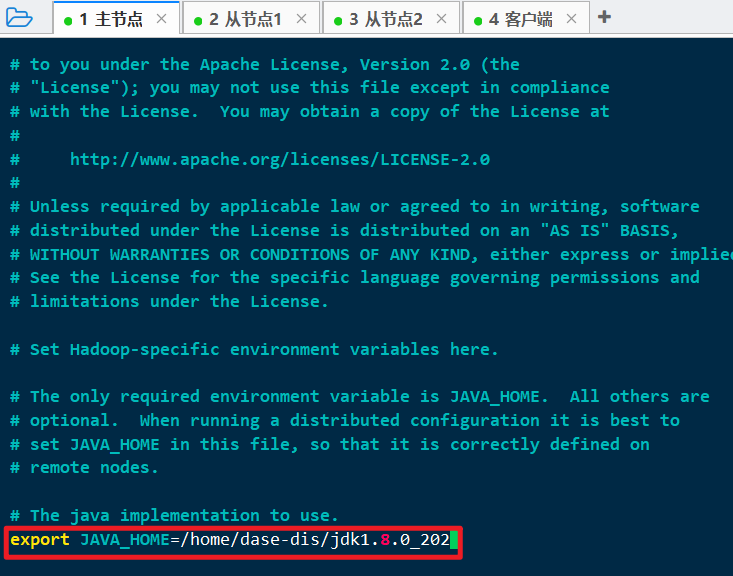 1 主节点 × 2 从节点1 × 3 从节点2 × 4 客户端 × +
# to you under the Apache License, Version 2.0 (the
# "License"); you may not use this file except in compliance
# with the License.  You may obtain a copy of the License at
#
#     http://www.apache.org/licenses/LICENSE-2.0
#
# Unless required by applicable law or agreed to in writing, software
# distributed under the License is distributed on an "AS IS" BASIS,
# WITHOUT WARRANTIES OR CONDITIONS OF ANY KIND, either express or implie
# See the License for the specific language governing permissions and
# limitations under the License.
# Set Hadoop-specific environment variables here.
# The only required environment variable is JAVA_HOME.  All others are
# optional.  When running a distributed configuration it is best to
# set JAVA_HOME in this file, so that it is correctly defined on
# remote nodes.
# The java implementation to use.
export JAVA_HOME=/home/dase-dis/jdk1.8.0_202